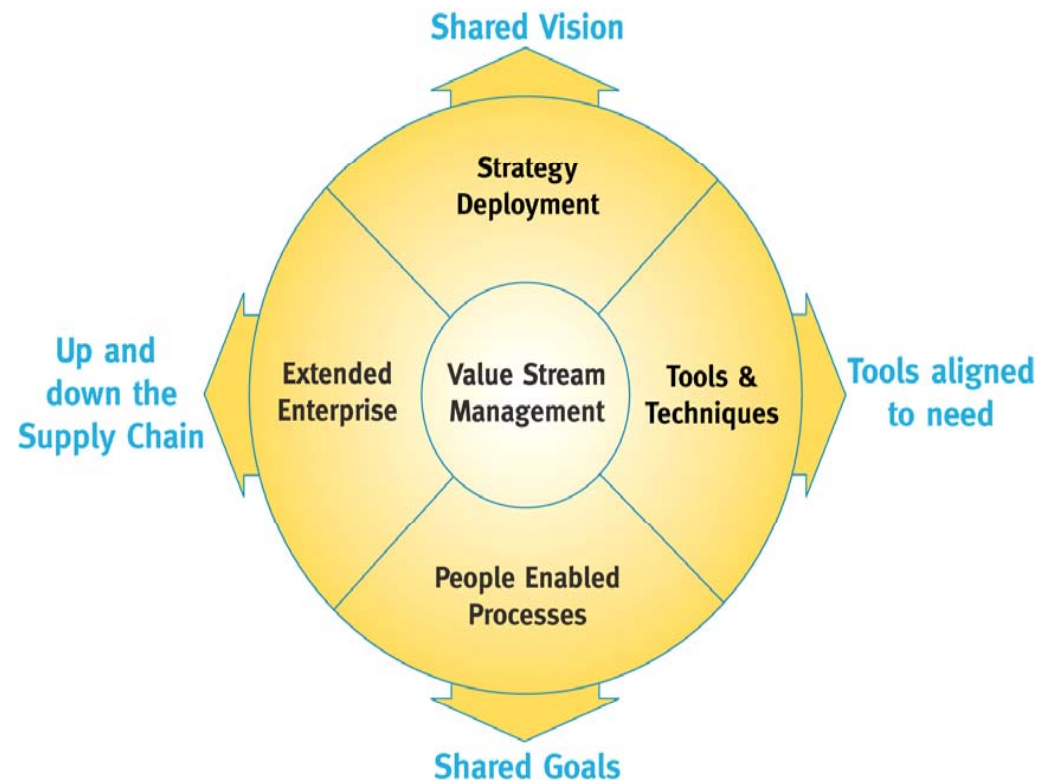 Shared Vision
Strategy
Deployment
Up and
down the
Supply Chain
Extended
Enterprise
Value Stream
Management
Tools &
Techniques
Tools aligned
to need
People Enabled
Processes
Shared Goals